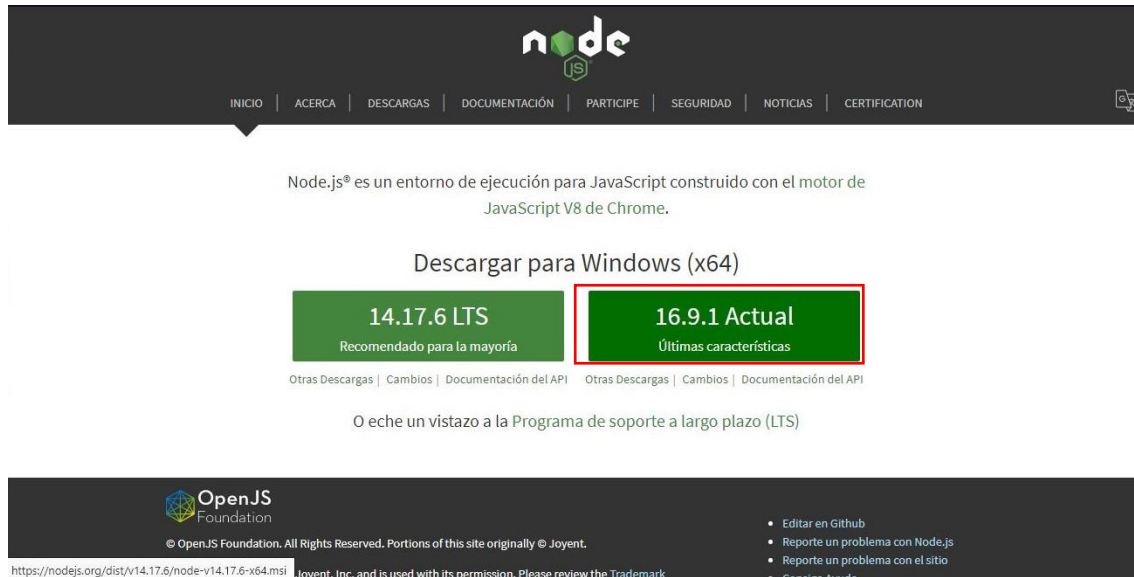 node
JS
INICIO | ACERCA | DESCARGAS | DOCUMENTACIÓN | PARTICIPE | SEGURIDAD | NOTICIAS | CERTIFICATION
Node.js® es un entorno de ejecución para JavaScript construido con el motor de
JavaScript V8 de Chrome.
Descargar para Windows (x64)
14.17.6 LTS
Recomendado para la mayoría
16.9.1 Actual
Últimas características
Otras Descargas | Cambios | Documentación del API
Otras Descargas | Cambios | Documentación del API
O eche un vistazo a la Programa de soporte a largo plazo (LTS)
OpenJS
Foundation
© OpenJS Foundation. All Rights Reserved. Portions of this site originally © Joyent.
Joyent, Inc. and is used with its permission. Please review the Trademark
Editar en Github
Reporte un problema con Node.js
Reporte un problema con el sitio
https://nodejs.org/dist/v14.17.6/node-v14.17.6-x64.msi